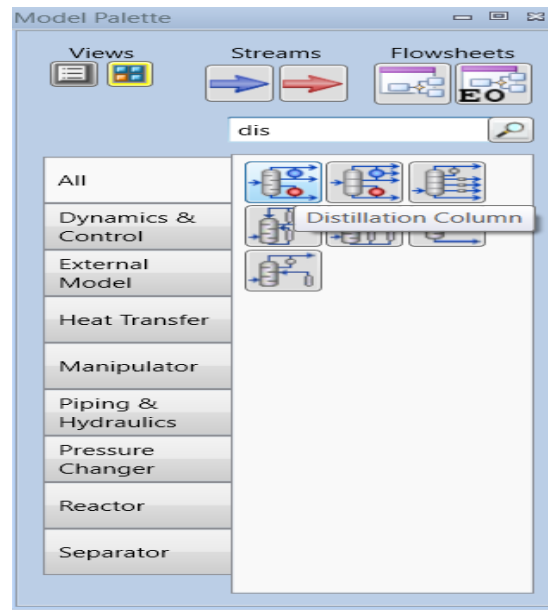 Model Palette
Views Streams Flowsheets
EO
dis
All
Distillation Column
Dynamics &
Control
External
Model
Heat Transfer
Manipulator
Piping &
Hydraulics
Pressure
Changer
Reactor
Separator